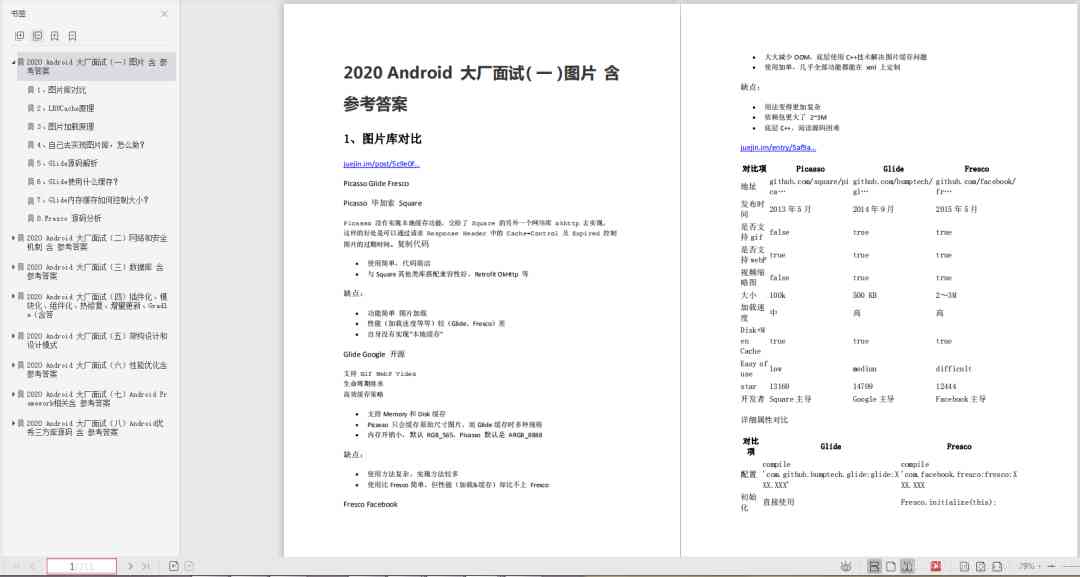 书签
2020 Android 大厂面试（一）图片 含 参
考答案
1、图片库对比
2、LRUCache原理
3、图片加载原理
4、自己去实现图片库，怎么做？
5、Glide源码解析
6、Glide使用什么缓存？
7、Glide内存缓存如何控制大小？
8.Fresco 源码分析
2020 Android 大厂面试（二）网络和安全
机制 含 参考答案
2020 Android 大厂面试（三）数据库 含
参考答案
2020 Android 大厂面试（四）插件化、模
块化、组件化、热修复、增量更新、Gradl
e（含答
2020 Android 大厂面试（五）架构设计和
设计模式
2020 Android 大厂面试（六）性能优化含
参考答案
2020 Android 大厂面试（七）Android Fr
amework相关含 参考答案
2020 Android 大厂面试（八）Android优
秀三方库源码 含 参考答案
2020 Android 大厂面试(一)图片 含
参考答案
1、图片库对比
juejin.im/post/5c9e0f…
Picasso Glide Fresco
Picasso 毕加索 Square
Picasso 没有实现本地缓存功能，交给了 Square 的另外一个网络库 okhttp 去实现，
这样的好处是可以通过请求 Response Header 中的 Cache-Control 及 Expired 控制
图片的过期时间。复制代码
• 使用简单，代码简洁
• 与 Square 其他类库搭配兼容性好，Retrofit OkHttp 等
缺点：
• 功能简单 图片加载
• 性能（加载速度等等）较（Glide、Fresco）差
• 自身没有实现“本地缓存”
Glide Google 开源
支持 Gif WebP Video
生命周期继承
高效缓存策略
• 支持 Memory 和 Disk 缓存
• Picasso 只会缓存原始尺寸图片，而 Glide 缓存时多种规格
• 内存开销小，默认 RGB_565，Picasso 默认是 ARGB_8888
缺点：
• 使用方法复杂，实现方法较多
• 使用比 Fresco 简单，但性能（加载&缓存）却比不上 Fresco
Fresco Facebook
• 大大减少 OOM，底层使用 C++技术解决图片缓存问题
• 使用加单，几乎全部功能都能在 xml 上定制
缺点：
• 用法变得更加复杂
• 依赖包更大了 2~3M
• 底层 C++，阅读源码困难
juejin.im/entry/5af9a…
对比项 Picasso Glide Fresco
地址 github.com/square/pi github.com/bumptech/ github.com/facebook/
ca… gl… fr…
发布时
间 2013 年 5 月 2014 年 9 月 2015 年 5 月
是否支
持 gif false true true
是否支
持 webP true true true
视频缩
略图 false true true
大小 100k 500 KB 2～3M
加载速
度 中 高 高
Disk+M
en
Cache true true true
Easy of
use low medium difficult
star 13160 14709 12444
开发者 Square 主导 Google 主导 Facebook 主导
详细属性对比
对比
项 Glide Fresco
compile compile
配置 'com.github.bumptech.glide:glide:X 'com.facebook.fresco:fresco:X
XX.XXX' XX.XXX
初始
化 直接使用 Fresco.initialize(this);
1
79%